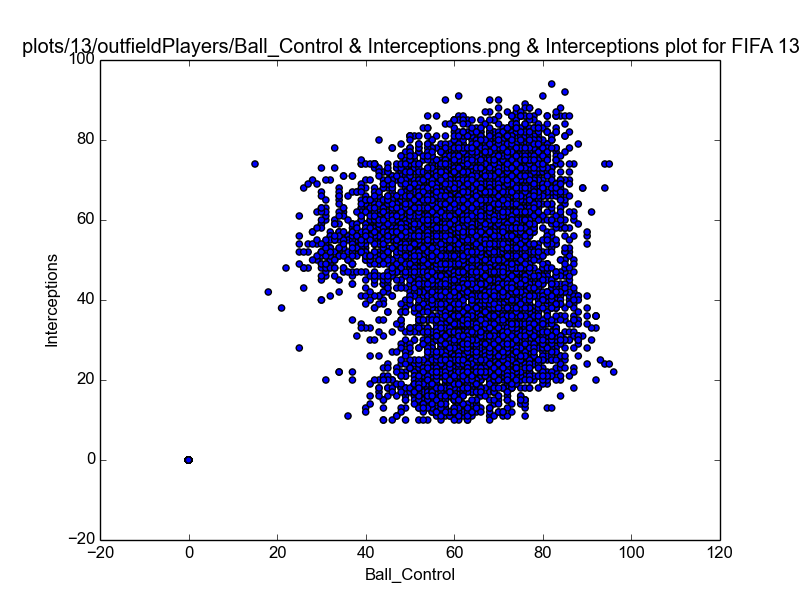 plots/13/outfieldPlayers/Ball_Control & Interceptions.png & Interceptions plot for FIFA 13
100
80
60
40
20
0
−20
Interceptions
−20 0 20 40 60 80 100 120
Ball_Control